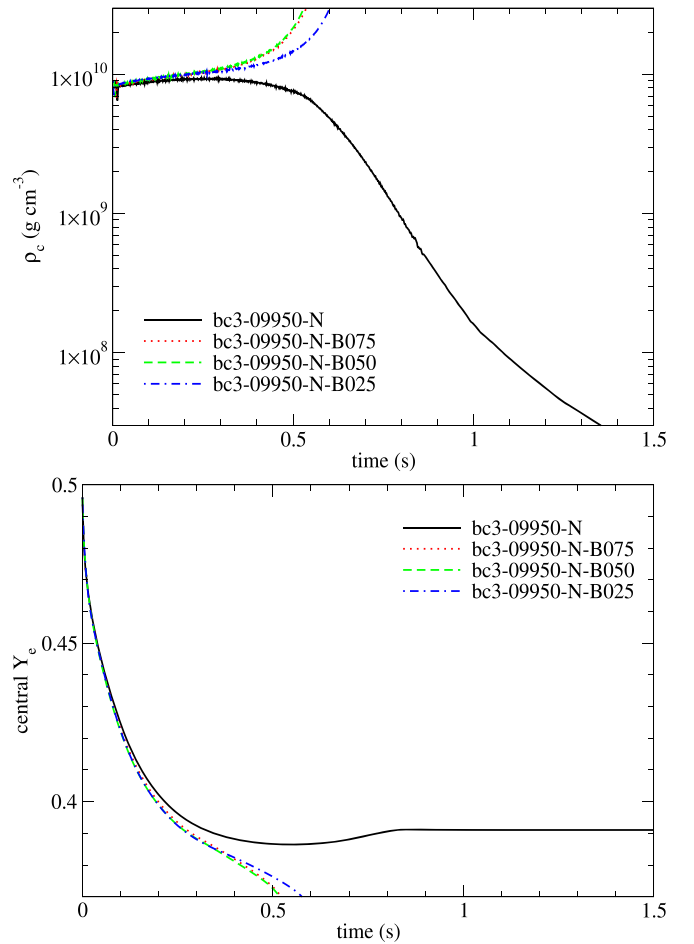 1×10¹⁰
1×10⁹
1×10⁸
ρc (g cm⁻³)
bc3-09950-N
bc3-09950-N-B075
bc3-09950-N-B050
bc3-09950-N-B025
0 0.5 1 1.5
time (s)
0.5
0.45
0.4
central Ye
bc3-09950-N
bc3-09950-N-B075
bc3-09950-N-B050
bc3-09950-N-B025
0 0.5 1 1.5
time (s)